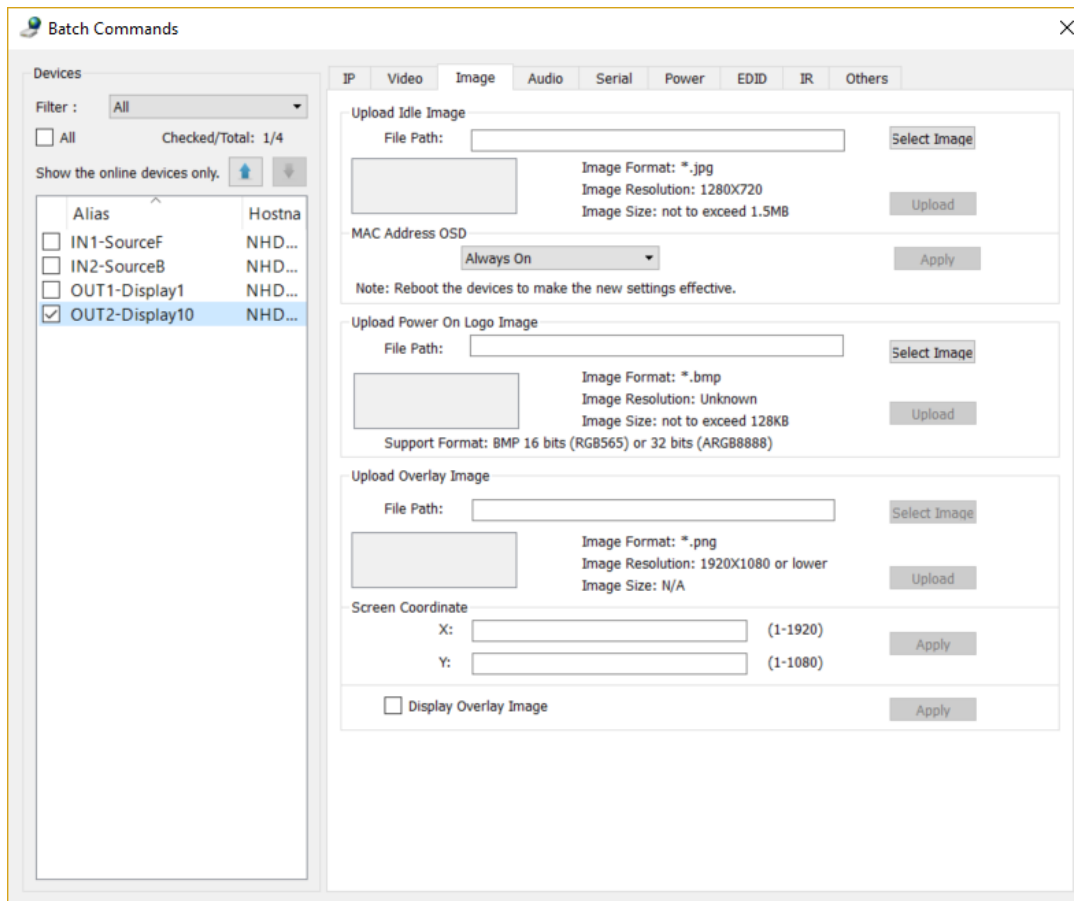 Batch Commands
Devices
Filter : All
All Checked/Total: 1/4
Show the online devices only.
Alias Hostna
IN1-SourceF NHD...
IN2-SourceB NHD...
OUT1-Display1 NHD...
OUT2-Display10 NHD...
IP Video Image Audio Serial Power EDID IR Others
Upload Idle Image
File Path: Select Image
Image Format: *.jpg
Image Resolution: 1280X720
Image Size: not to exceed 1.5MB Upload
MAC Address OSD
Always On Apply
Note: Reboot the devices to make the new settings effective.
Upload Power On Logo Image
File Path: Select Image
Image Format: *.bmp
Image Resolution: Unknown
Image Size: not to exceed 128KB Upload
Support Format: BMP 16 bits (RGB565) or 32 bits (ARGB8888)
Upload Overlay Image
File Path: Select Image
Image Format: *.png
Image Resolution: 1920X1080 or lower
Image Size: N/A Upload
Screen Coordinate
X: (1-1920)
Apply
Y: (1-1080)
Display Overlay Image Apply